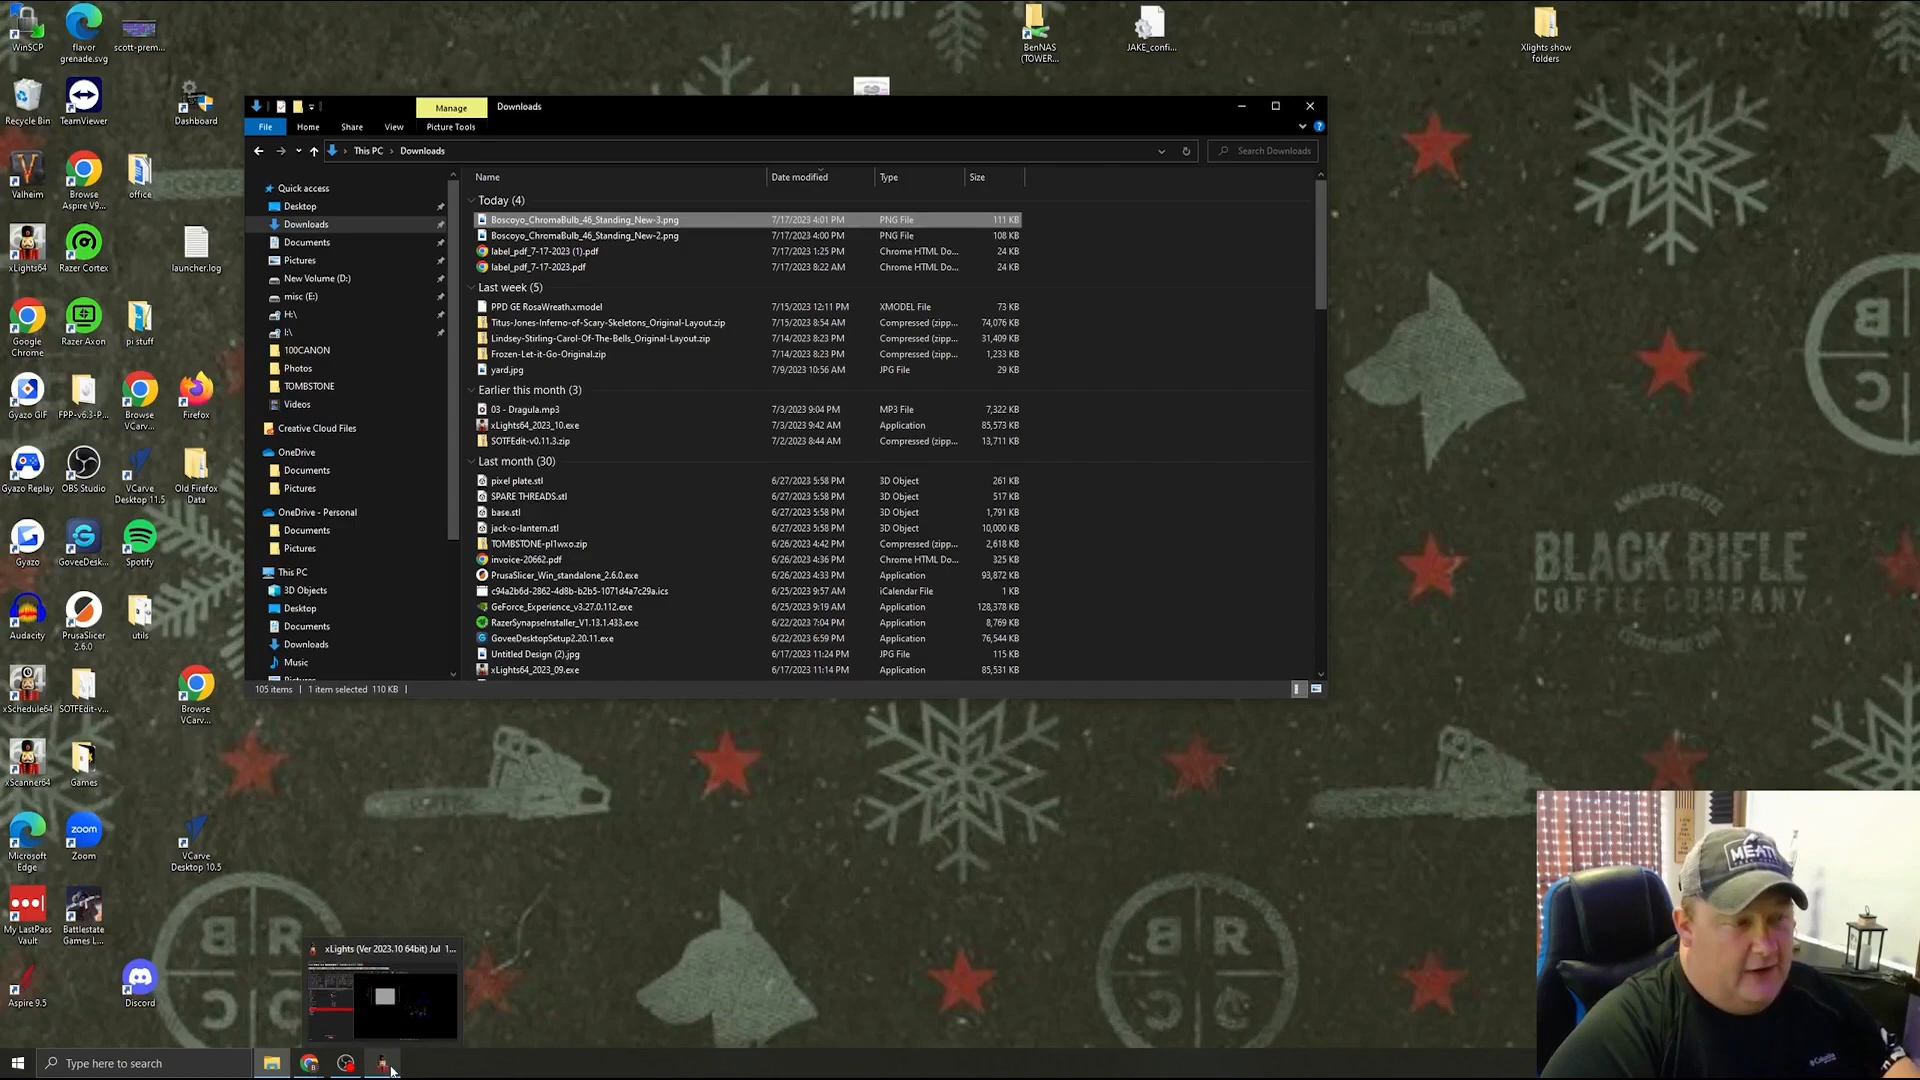 WinSCP
flavor grenade.svg
scott-prem...
BenNAS (TOWER...
JAKE_confi...
Xlights show folders
Recycle Bin
TeamViewer
Dashboard
Manage
Downloads
File
Home
Share
View
Picture Tools
This PC
Downloads
Search Downloads
Name
Date modified
Type
Size
Today (4)
Boscoyo_ChromaBulb_46_Standing_New-3.png 7/17/2023 4:01 PM PNG File 111 KB
Boscoyo_ChromaBulb_46_Standing_New-2.png 7/17/2023 4:00 PM PNG File 108 KB
label_pdf_7-17-2023 (1).pdf 7/17/2023 1:25 PM Chrome HTML Do... 24 KB
label_pdf_7-17-2023.pdf 7/17/2023 8:22 AM Chrome HTML Do... 24 KB
Last week (5)
PPD GE RosaWreath.xmodel 7/15/2023 12:11 PM XMODEL File 73 KB
Titus-Jones-Inferno-of-Scary-Skeletons_Original-Layout.zip 7/15/2023 8:54 AM Compressed (zipp... 74,076 KB
Lindsey-Stirling-Carol-Of-The-Bells_Original-Layout.zip 7/14/2023 8:23 PM Compressed (zipp... 31,409 KB
Frozen-Let-it-Go-Original.zip 7/14/2023 8:23 PM Compressed (zipp... 1,233 KB
yard.jpg 7/9/2023 10:56 AM JPG File 29 KB
Earlier this month (3)
03 - Dragula.mp3 7/3/2023 9:04 PM MP3 File 7,322 KB
xLights64_2023_10.exe 7/3/2023 9:42 AM Application 85,573 KB
SOTFEdit-v0.11.3.zip 7/2/2023 8:44 AM Compressed (zipp... 13,711 KB
Last month (30)
pixel plate.stl 6/27/2023 5:58 PM 3D Object 261 KB
SPARE THREADS.stl 6/27/2023 5:58 PM 3D Object 517 KB
base.stl 6/27/2023 5:58 PM 3D Object 1,791 KB
jack-o-lantern.stl 6/27/2023 5:58 PM 3D Object 10,000 KB
TOMBSTONE-pl1wxo.zip 6/26/2023 4:42 PM Compressed (zipp... 2,618 KB
invoice-20662.pdf 6/26/2023 4:36 PM Chrome HTML Do... 325 KB
PrusaSlicer_Win_standalone_2.6.0.exe 6/26/2023 4:33 PM Application 93,872 KB
c94a2b6d-2862-4d8b-b2b5-1071d4a7c29a.ics 6/25/2023 9:57 AM iCalendar File 1 KB
GeForce_Experience_v3.27.0.112.exe 6/25/2023 9:19 AM Application 128,378 KB
RazerSynapseInstaller_V1.13.1.433.exe 6/22/2023 7:04 PM Application 8,769 KB
GoveeDesktopSetup2.20.11.exe 6/22/2023 6:59 PM Application 76,544 KB
Untitled Design (2).jpg 6/17/2023 11:24 PM JPG File 115 KB
xLights64_2023_09.exe 6/17/2023 11:14 PM Application 85,531 KB
Quick access
Desktop
Downloads
Documents
Pictures
New Volume (D:)
misc (E:)
H:\
I:\
100CANON
Photos
TOMBSTONE
Videos
Creative Cloud Files
OneDrive
Documents
Pictures
OneDrive - Personal
Documents
Pictures
This PC
3D Objects
Desktop
Documents
Downloads
Music
105 items
1 item selected 110 KB
Valheim
Browse Aspire V9...
office
xLights64
Razer Cortex
launcher.log
Google Chrome
Razer Axon
pi stuff
Gyazo GIF
FPP-v6.3-P...
Browse VCarv...
Firefox
Gyazo Replay
OBS Studio
VCarve Desktop 11.5
Old Firefox Data
Gyazo
GoveeDesk...
Spotify
Audacity
PrusaSlicer 2.6.0
utils
xSchedule64
SOTFEdit-v...
Browse VCarv...
xScanner64
Games
Microsoft Edge
Zoom
VCarve Desktop 10.5
My LastPass Vault
Battlestate Games L...
Aspire 9.5
Discord
xLights (Ver 2023.10 64bit) Jul 1...
Type here to search
zoom
AMERICA'S COFFEE
BLACK RIFLE
COFFEE COMPANY
B R
C C
B R
C C
MEAT!
Columbia